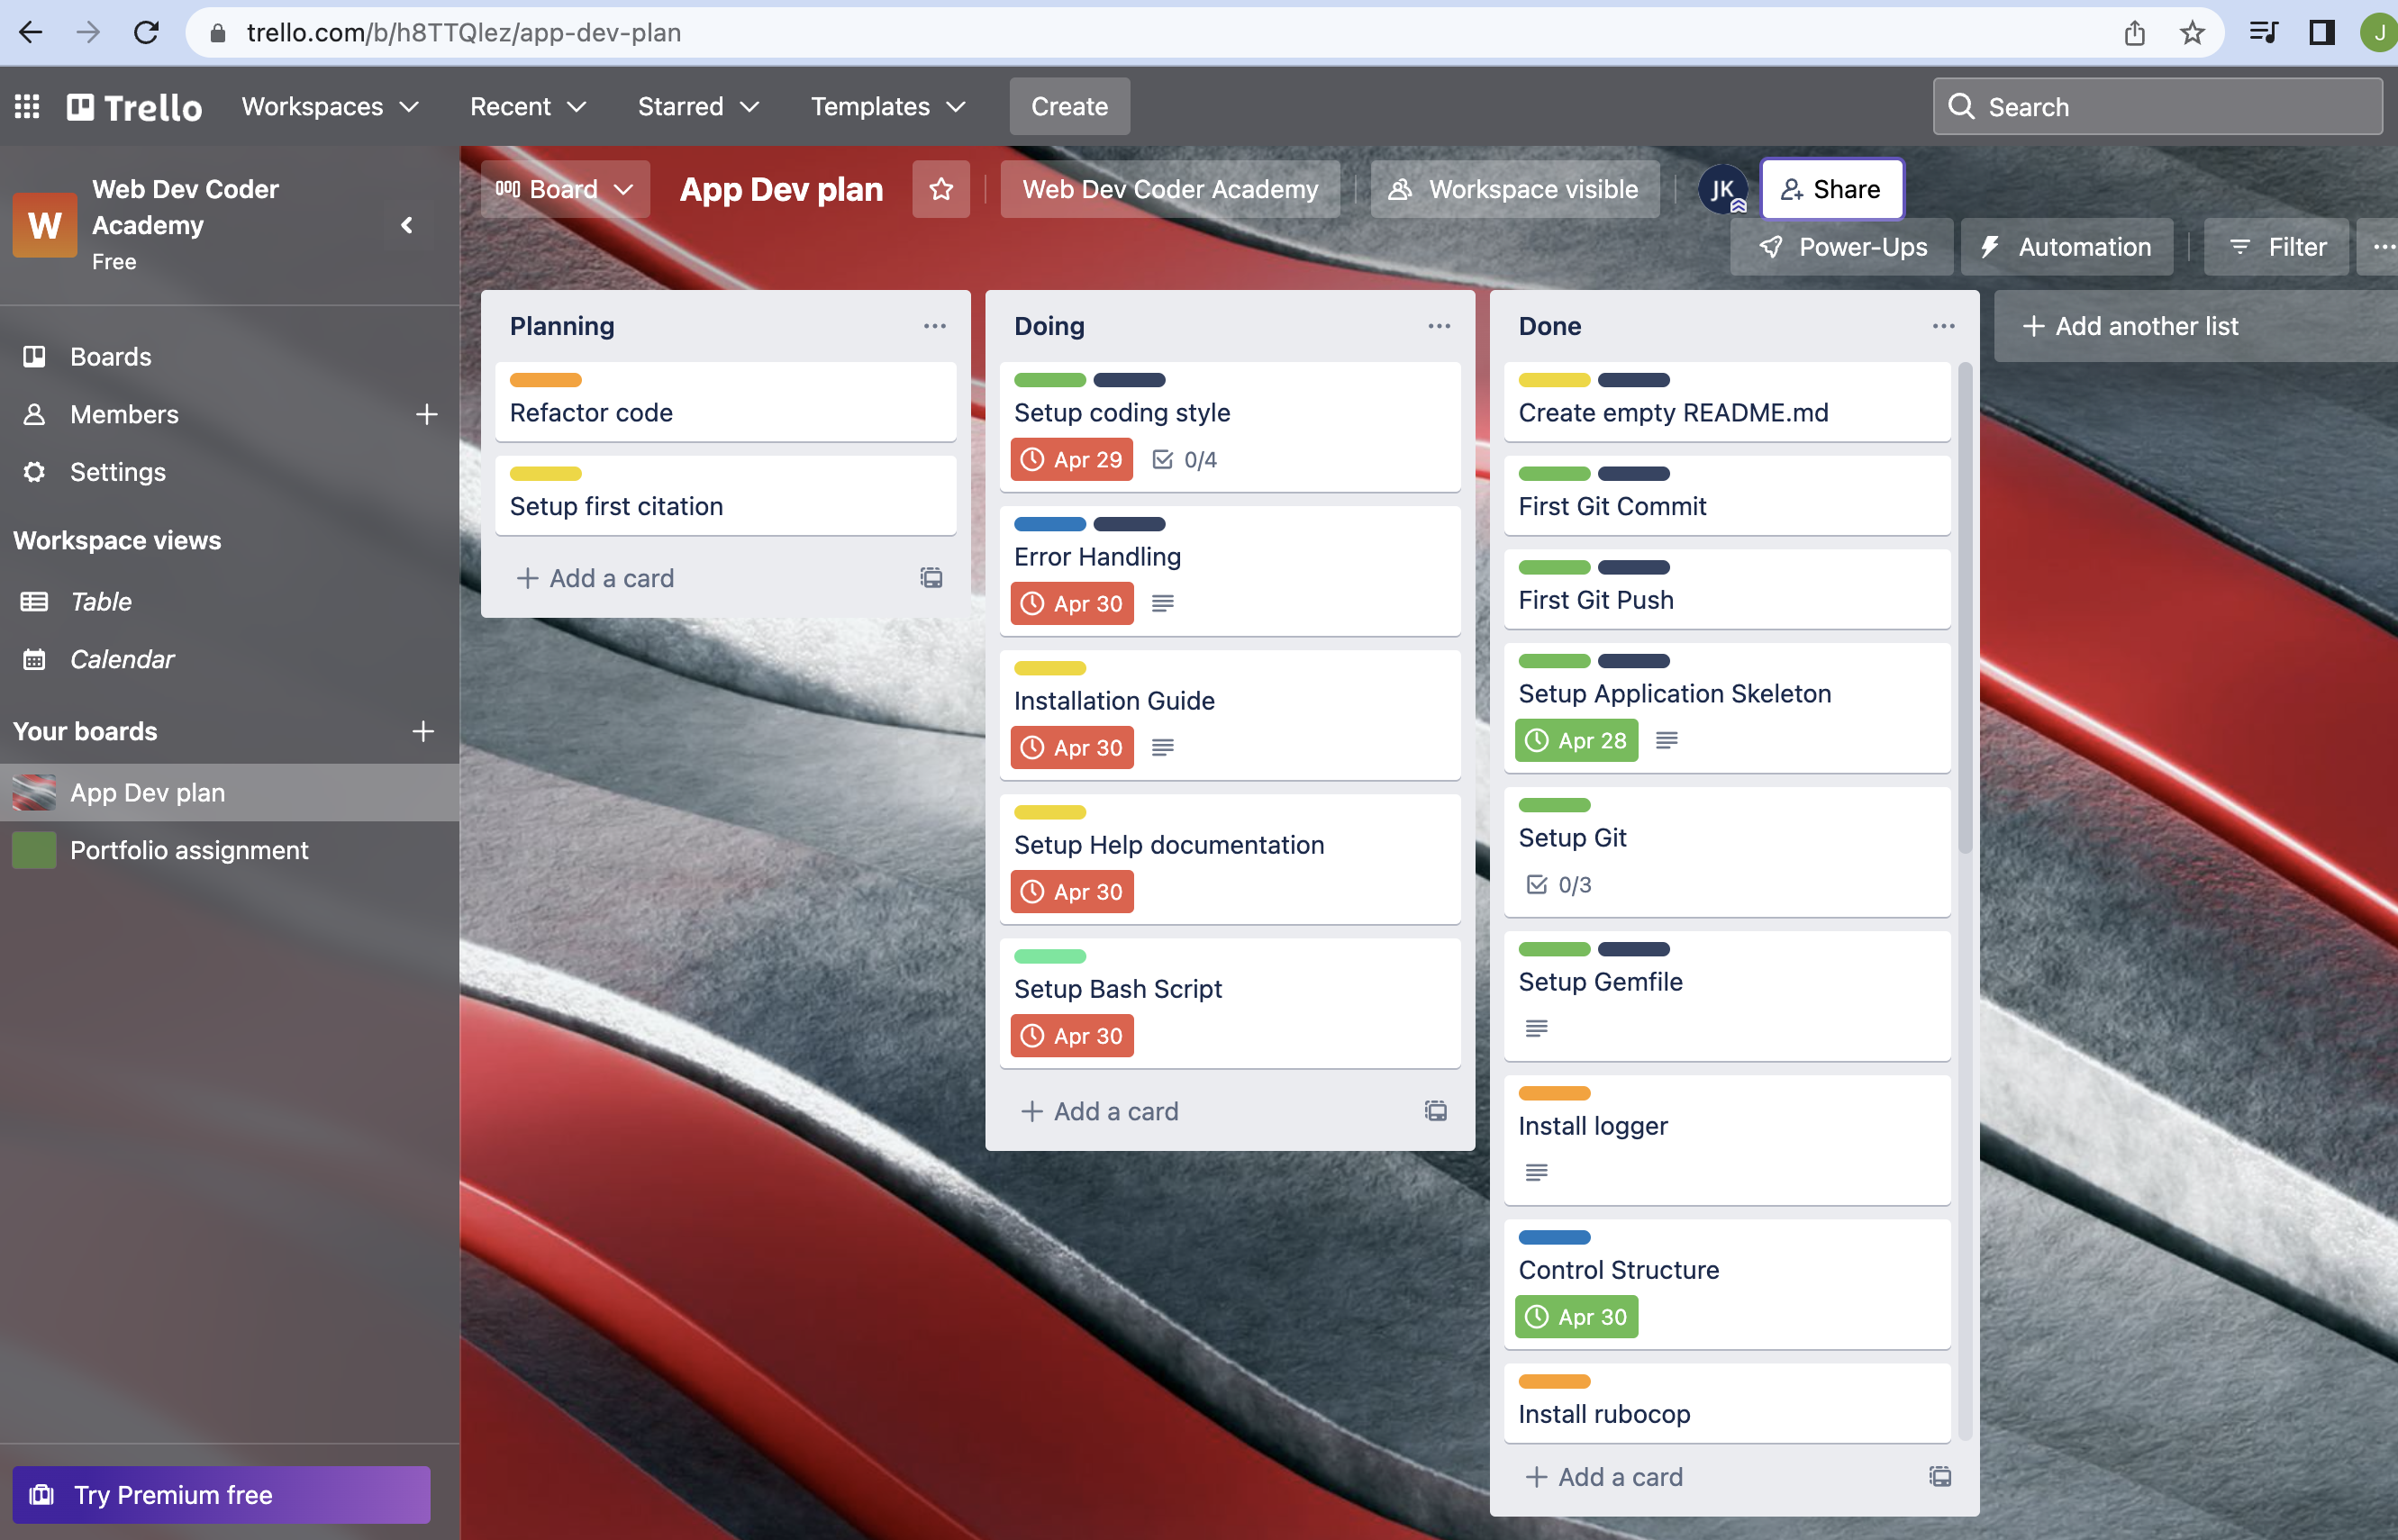 trello.com/b/h8TTQlez/app-dev-plan
J
Trello
Workspaces
Recent
Starred
Templates
Create
Search
W
Web Dev Coder
Academy
Free
Boards
Members
Settings
Workspace views
Table
Calendar
Your boards
App Dev plan
Portfolio assignment
Try Premium free
Board
App Dev plan
Web Dev Coder Academy
Workspace visible
JK
Share
Power-Ups
Automation
Filter
Planning
Refactor code
Setup first citation
Add a card
Doing
Setup coding style
Apr 29 0/4
Error Handling
Apr 30
Installation Guide
Apr 30
Setup Help documentation
Apr 30
Setup Bash Script
Apr 30
Add a card
Done
Create empty README.md
First Git Commit
First Git Push
Setup Application Skeleton
Apr 28
Setup Git
0/3
Setup Gemfile
Install logger
Control Structure
Apr 30
Install rubocop
Add a card
Add another list